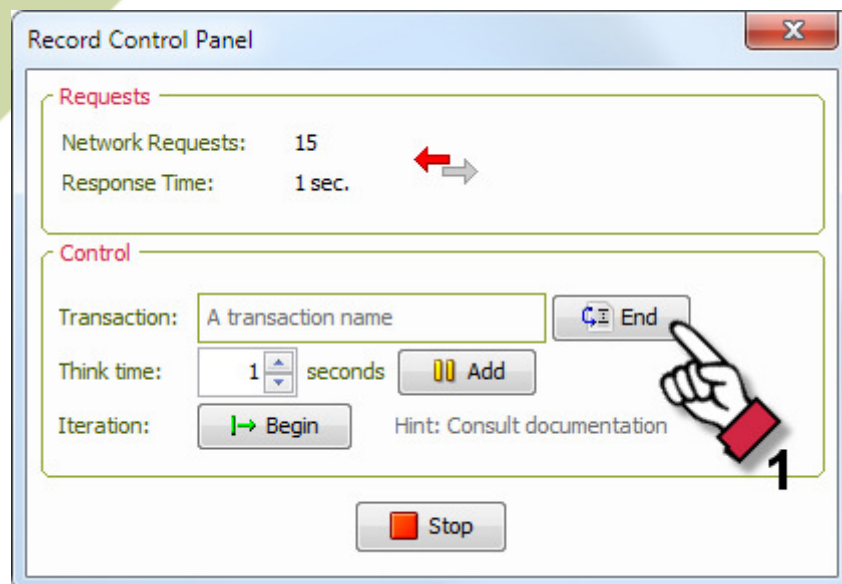 Record Control Panel
Requests
Network Requests: 15
Response Time: 1 sec.
Control
Transaction: A transaction name End
Think time: 1 seconds Add
Iteration: Begin Hint: Consult documentation
1
Stop